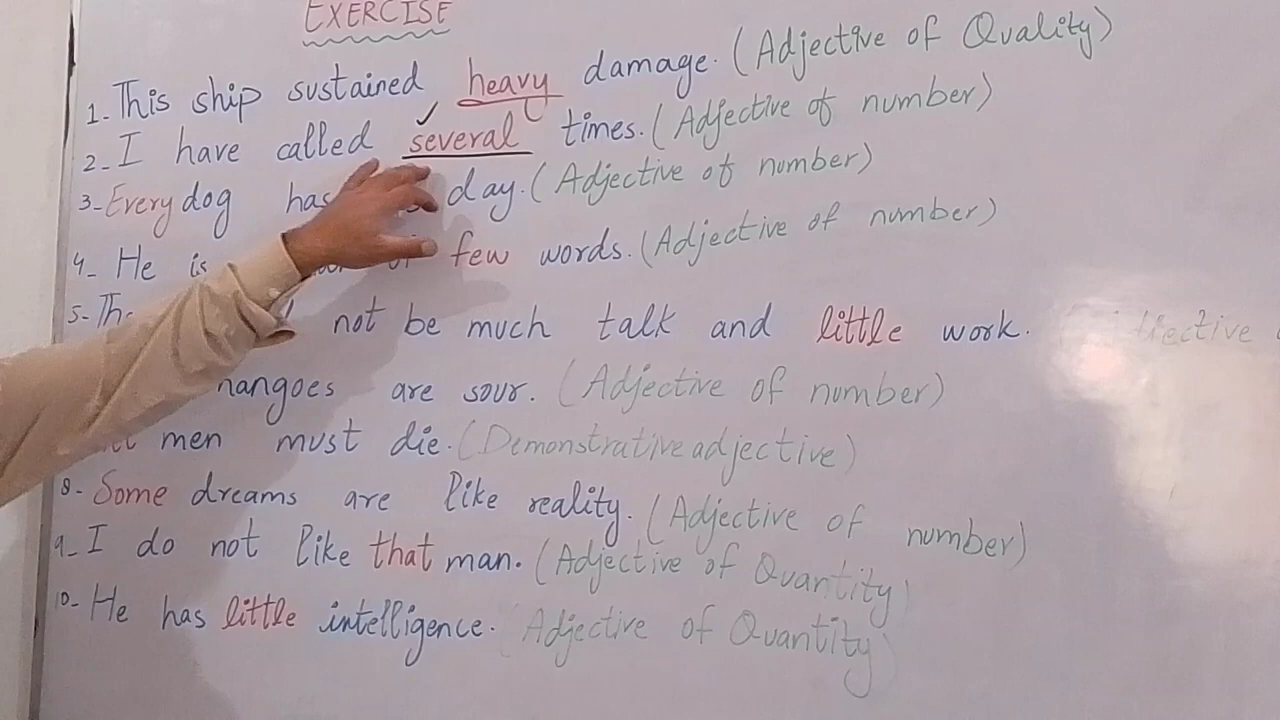 EXERCISE
1. This ship sustained heavy damage. (Adjective of Quality)
2- I have called several times. (Adjective of number)
3- Every dog has day. (Adjective of number)
4- He is few words. (Adjective of number)
5- not be much talk and little work.
mangoes are sour. (Adjective of number)
men must die. (Demonstrative adjective)
8- Some dreams are like reality. (Adjective of number)
9- I do not like that man. (Adjective of Quantity)
10- He has little intelligence. (Adjective of Quantity)